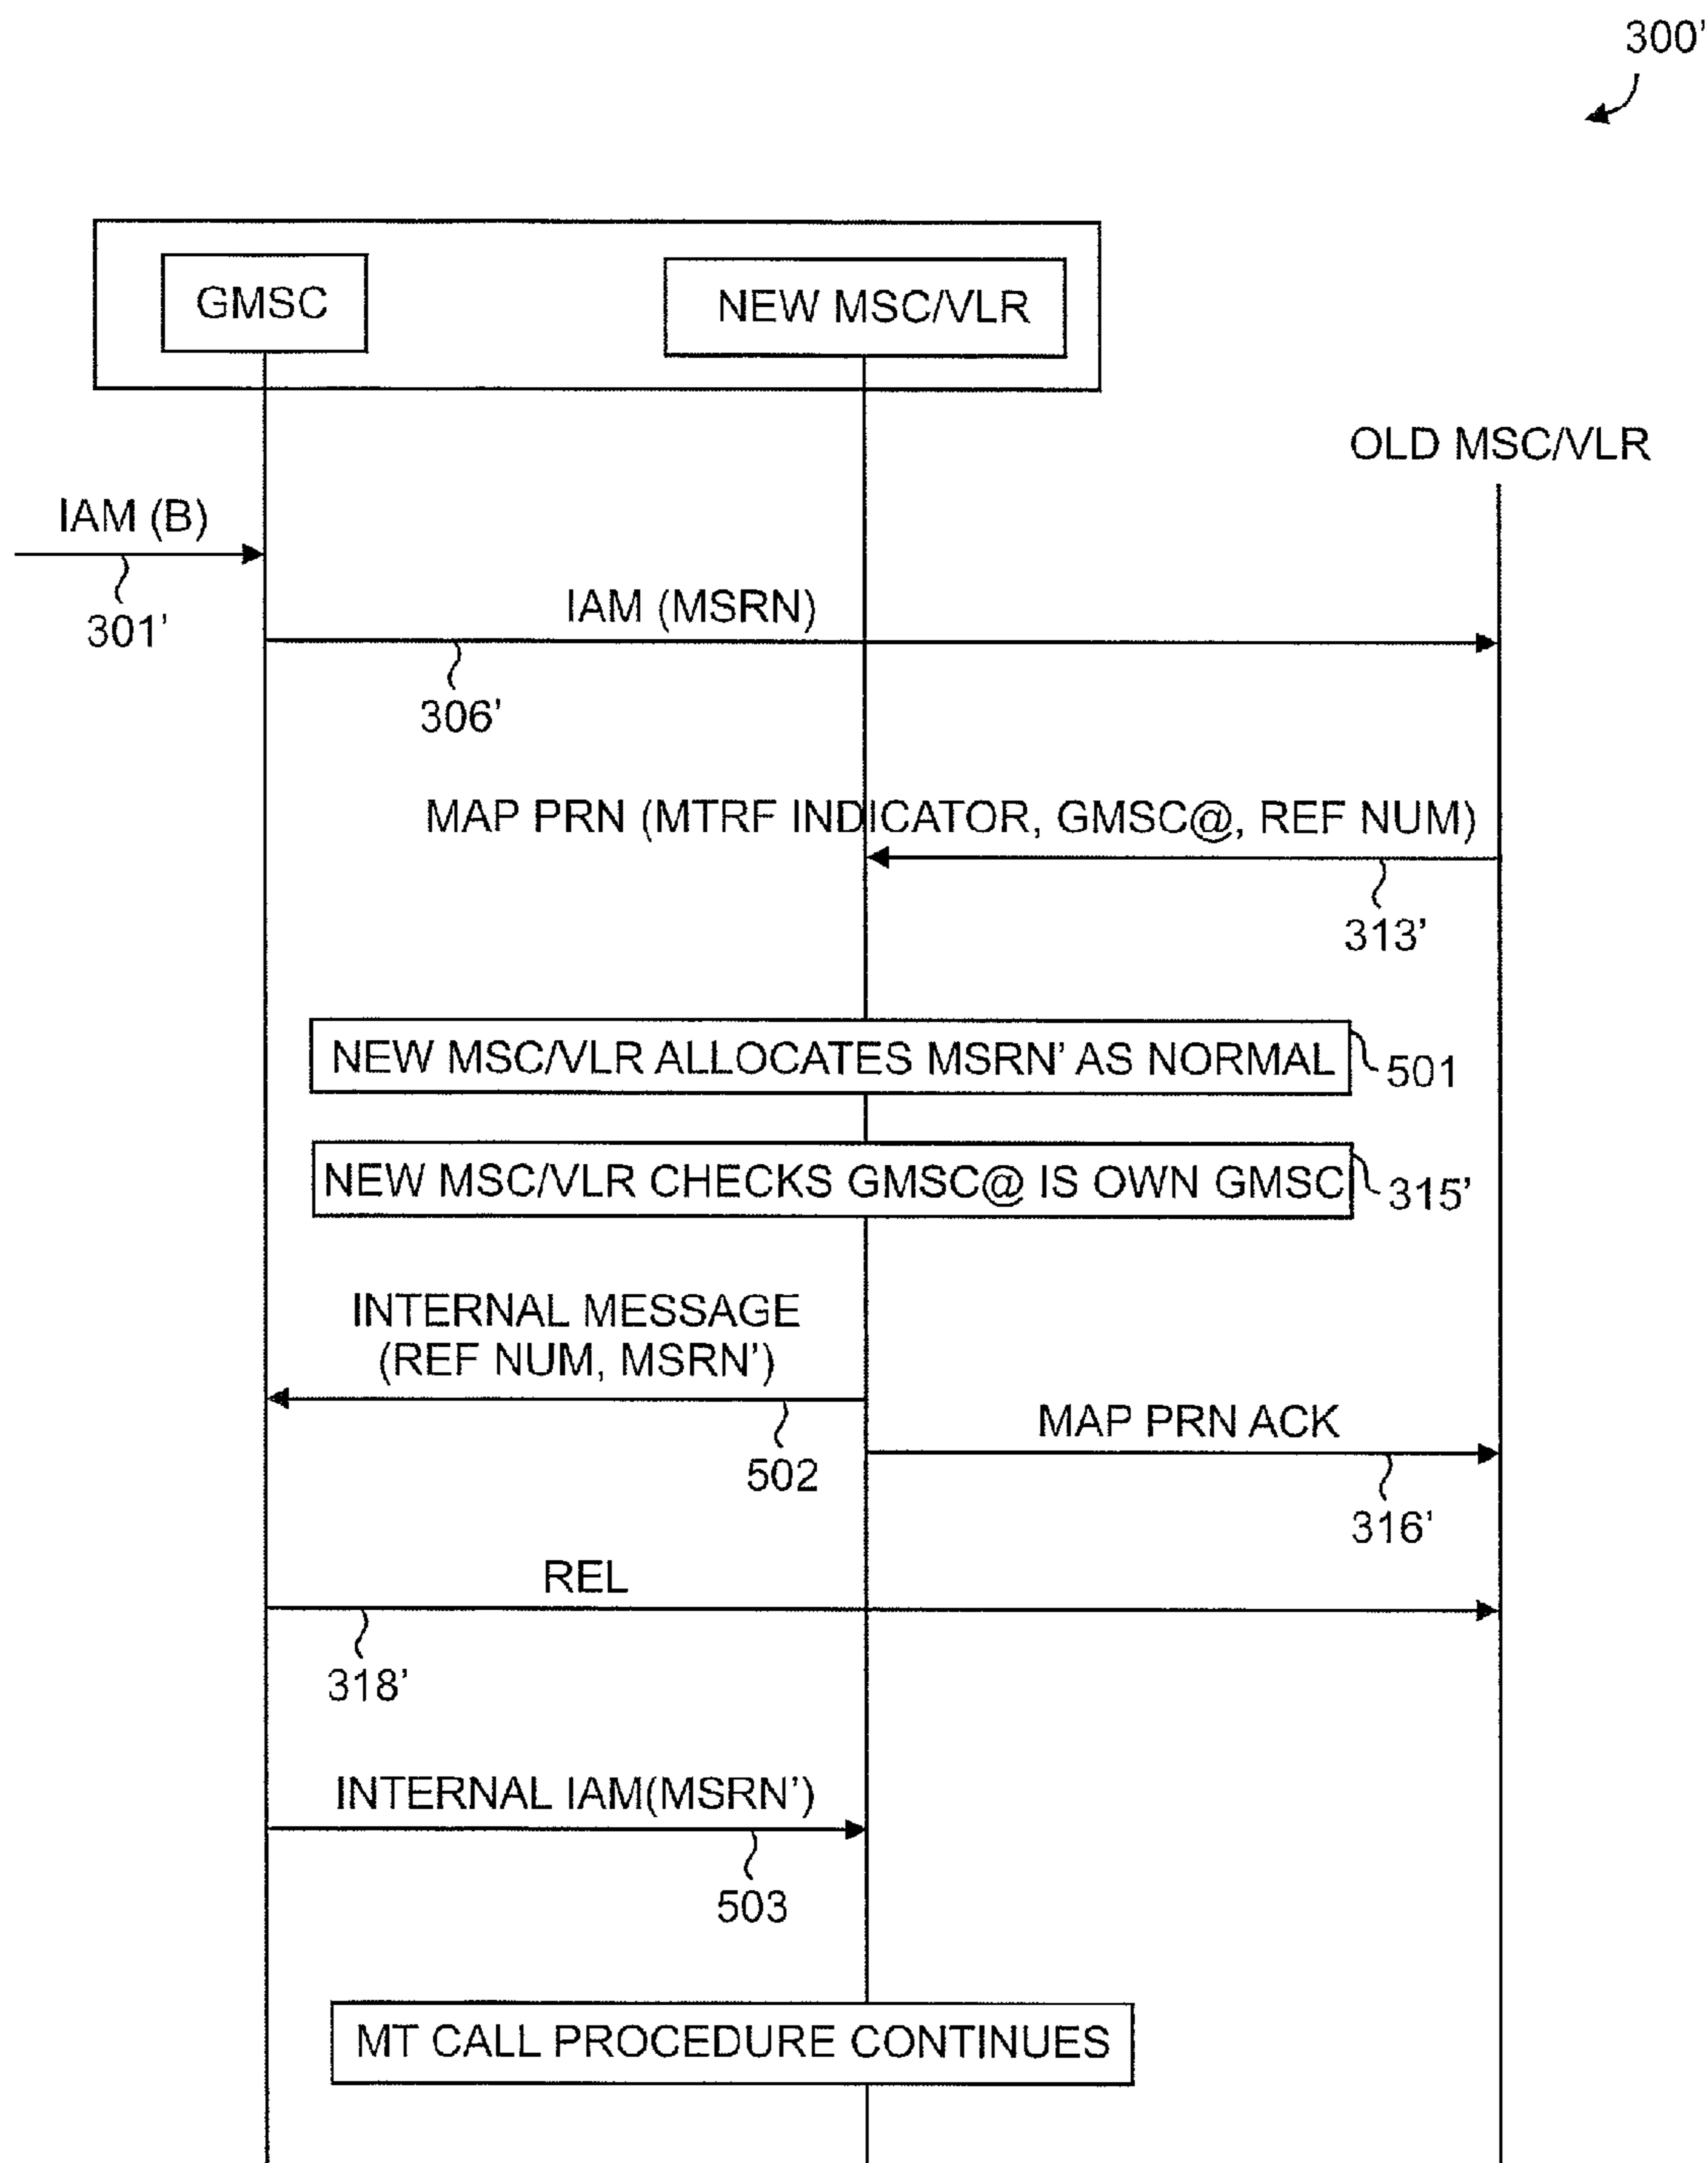 300'
GMSC
NEW MSC/VLR
OLD MSC/VLR
IAM (B)
301'
IAM (MSRN)
306'
MAP PRN (MTRF INDICATOR, GMSC@, REF NUM)
313'
NEW MSC/VLR ALLOCATES MSRN' AS NORMAL
501
NEW MSC/VLR CHECKS GMSC@ IS OWN GMSC
315'
INTERNAL MESSAGE
(REF NUM, MSRN')
502
MAP PRN ACK
316'
REL
318'
INTERNAL IAM(MSRN')
503
MT CALL PROCEDURE CONTINUES